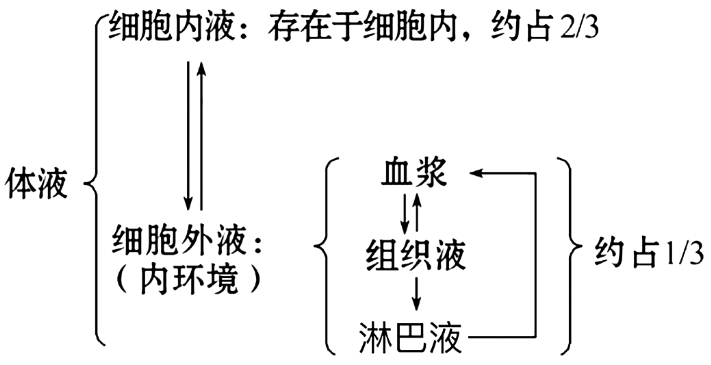 细胞内液：存在于细胞内，约占2/3
体液
细胞外液：
（内环境）
血浆
组织液
淋巴液
约占1/3